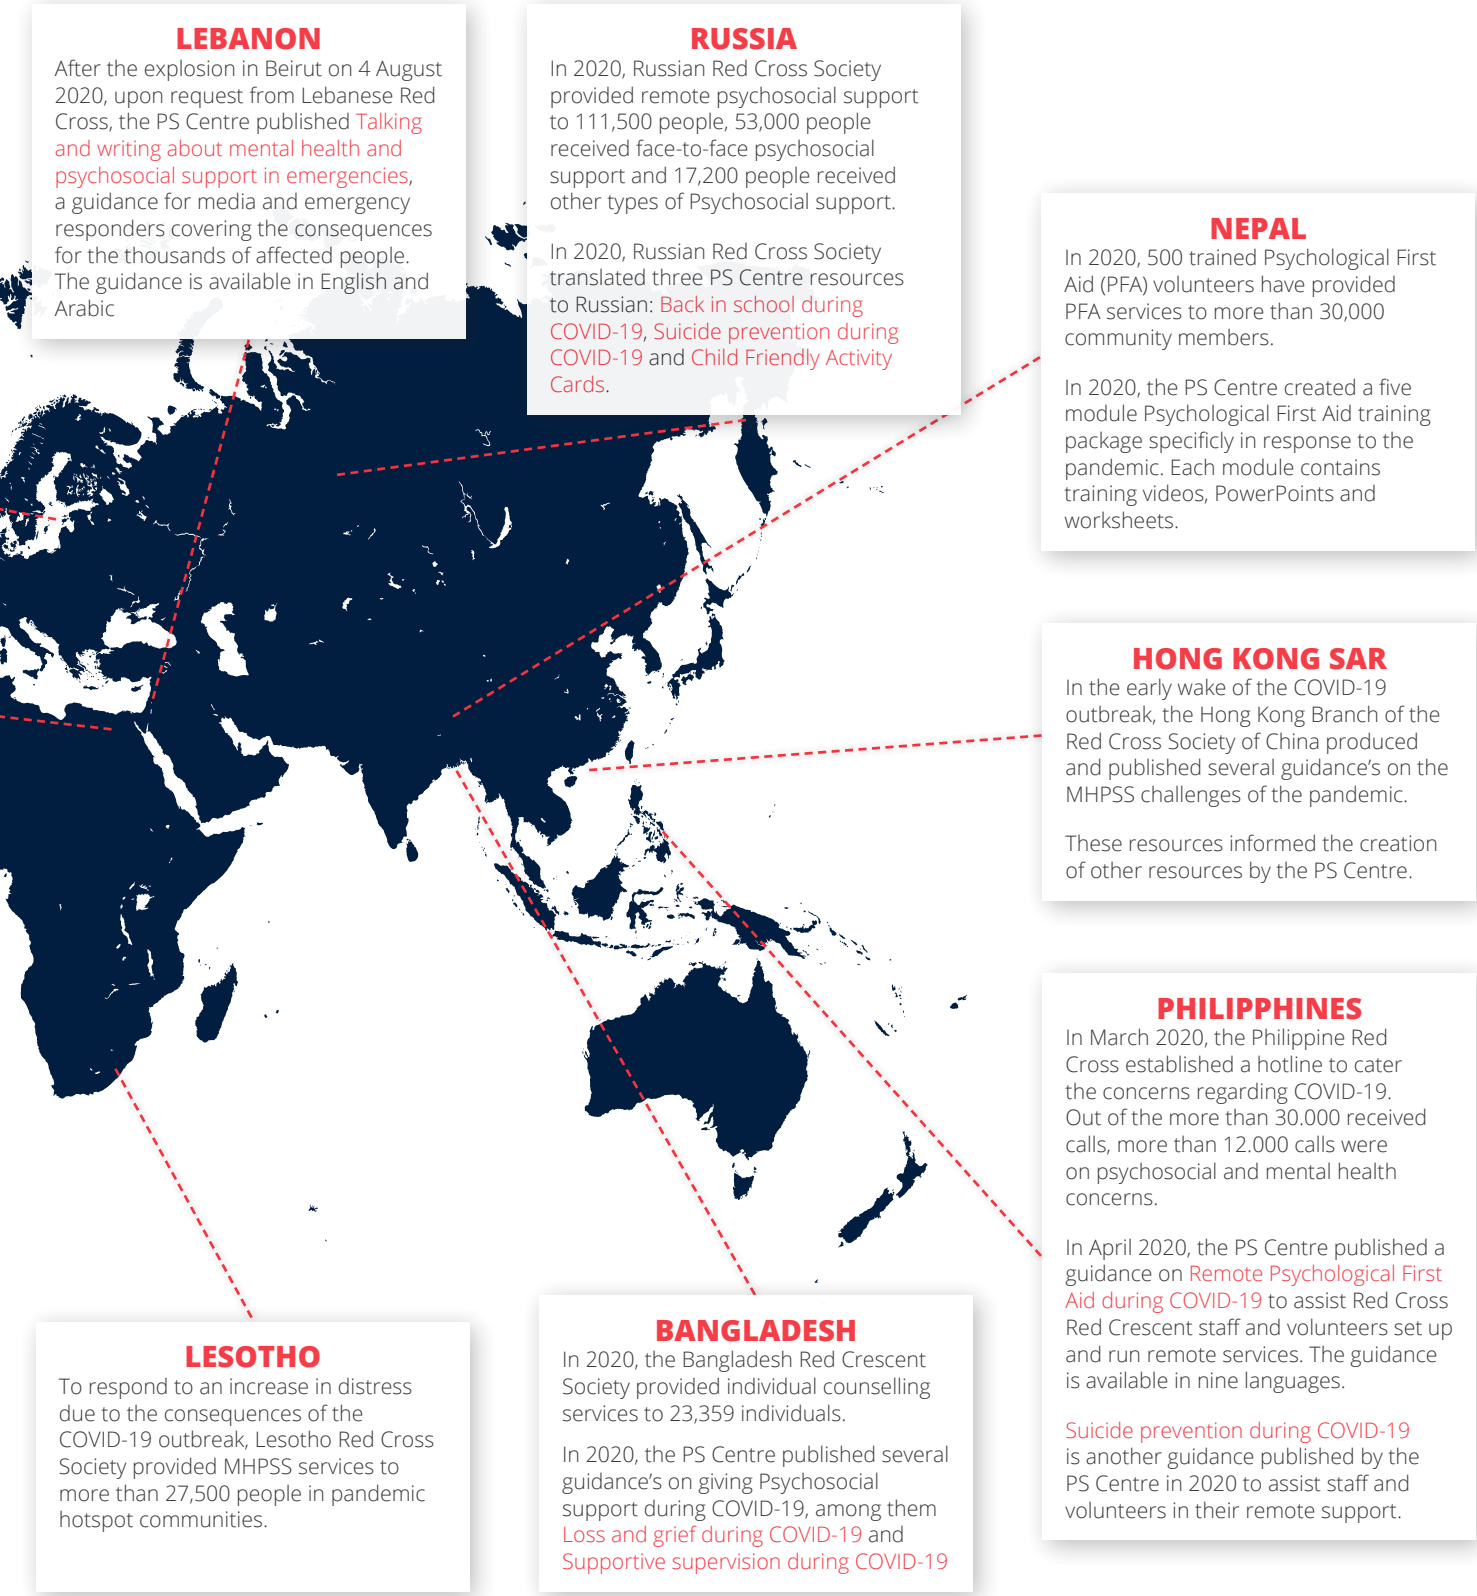 LEBANON
After the explosion in Beirut on 4 August
2020, upon request from Lebanese Red
Cross, the PS Centre published Talking
and writing about mental health and
psychosocial support in emergencies,
a guidance for media and emergency
responders covering the consequences
for the thousands of affected people.
The guidance is available in English and
Arabic
RUSSIA
In 2020, Russian Red Cross Society
provided remote psychosocial support
to 111,500 people, 53,000 people
received face-to-face psychosocial
support and 17,200 people received
other types of Psychosocial support.
In 2020, Russian Red Cross Society
translated three PS Centre resources
to Russian: Back in school during
COVID-19, Suicide prevention during
COVID-19 and Child Friendly Activity
Cards.
NEPAL
In 2020, 500 trained Psychological First
Aid (PFA) volunteers have provided
PFA services to more than 30,000
community members.
In 2020, the PS Centre created a five
module Psychological First Aid training
package specificly in response to the
pandemic. Each module contains
training videos, PowerPoints and
worksheets.
HONG KONG SAR
In the early wake of the COVID-19
outbreak, the Hong Kong Branch of the
Red Cross Society of China produced
and published several guidance's on the
MHPSS challenges of the pandemic.
These resources informed the creation
of other resources by the PS Centre.
PHILIPPHINES
In March 2020, the Philippine Red
Cross established a hotline to cater
the concerns regarding COVID-19.
Out of the more than 30.000 received
calls, more than 12.000 calls were
on psychosocial and mental health
concerns.
In April 2020, the PS Centre published a
guidance on Remote Psychological First
Aid during COVID-19 to assist Red Cross
Red Crescent staff and volunteers set up
and run remote services. The guidance
is available in nine languages.
Suicide prevention during COVID-19
is another guidance published by the
PS Centre in 2020 to assist staff and
volunteers in their remote support.
LESOTHO
To respond to an increase in distress
due to the consequences of the
COVID-19 outbreak, Lesotho Red Cross
Society provided MHPSS services to
more than 27,500 people in pandemic
hotspot communities.
BANGLADESH
In 2020, the Bangladesh Red Crescent
Society provided individual counselling
services to 23,359 individuals.
In 2020, the PS Centre published several
guidance's on giving Psychosocial
support during COVID-19, among them
Loss and grief during COVID-19 and
Supportive supervision during COVID-19